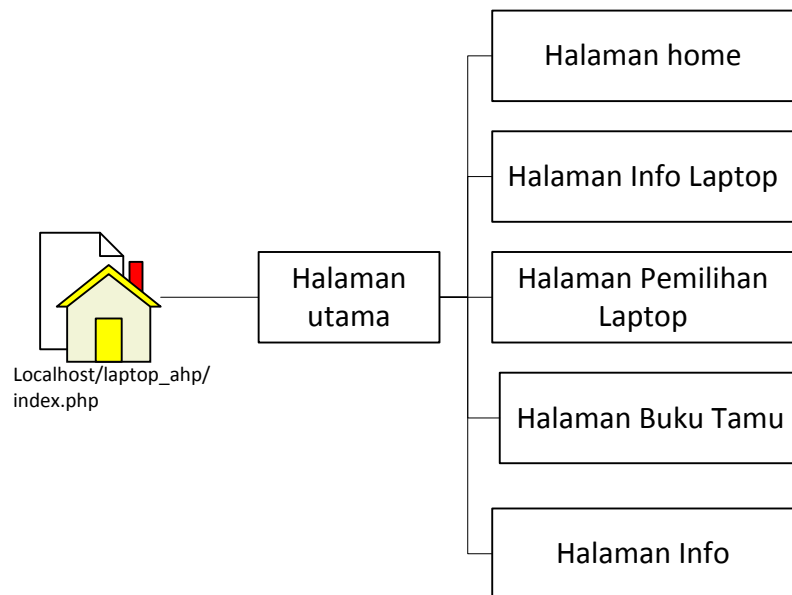 Halaman home
Halaman Info Laptop
Halaman
utama
Halaman Pemilihan
Laptop
Localhost/laptop_ahp/
index.php
Halaman Buku Tamu
Halaman Info